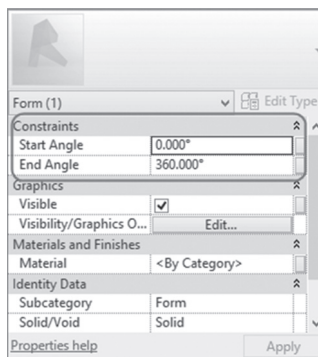 Form (1)
Edit Type
Constraints
Start Angle 0.000°
End Angle 360.000°
Graphics
Visible
Visibility/Graphics O... Edit...
Materials and Finishes
Material <By Category>
Identity Data
Subcategory Form
Solid/Void Solid
Properties help Apply